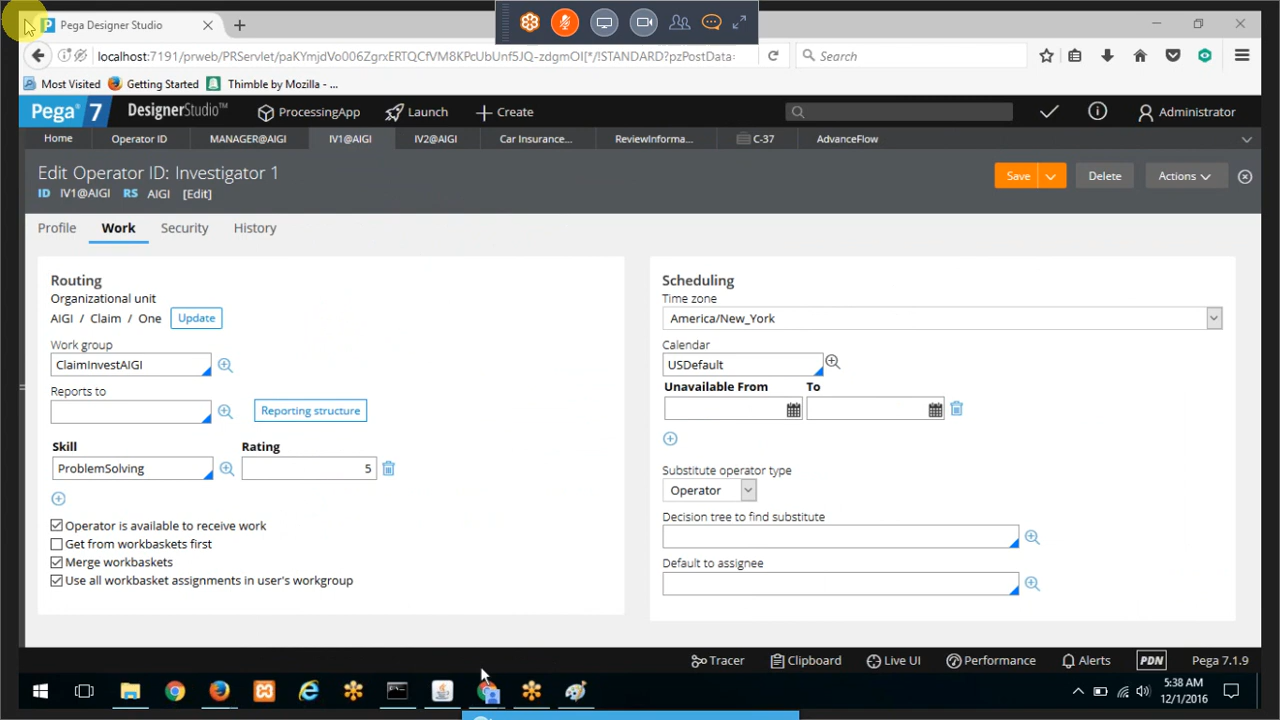 Pega Designer Studio
localhost:7191/prweb/PRServlet/paKYmjdVo006ZgrxERTQCF7VM8KPcUbUnf5JQ-zdgmOI[*/!STANDARD?pzPostData=
Search
Most Visited Getting Started Thimble by Mozilla - ...
Pega 7 DesignerStudio™ ProcessingApp Launch Create Administrator
Home Operator ID MANAGER@AIGI IV1@AIGI IV2@AIGI Car Insurance... ReviewInforma... C-37 AdvanceFlow
Edit Operator ID: Investigator 1
ID IV1@AIGI RS AIGI [Edit]
Save Delete Actions
Profile Work Security History
Routing
Organizational unit
AIGI / Claim / One Update
Work group
ClaimInvestAIGI
Reports to
Reporting structure
Skill Rating
ProblemSolving 5
Operator is available to receive work
Get from workbaskets first
Merge workbaskets
Use all workbasket assignments in user's workgroup
Scheduling
Time zone
America/New_York
Calendar
USDefault
Unavailable From To
Substitute operator type
Operator
Decision tree to find substitute
Default to assignee
Tracer Clipboard Live UI Performance Alerts PDN Pega 7.1.9
5:38 AM
12/1/2016